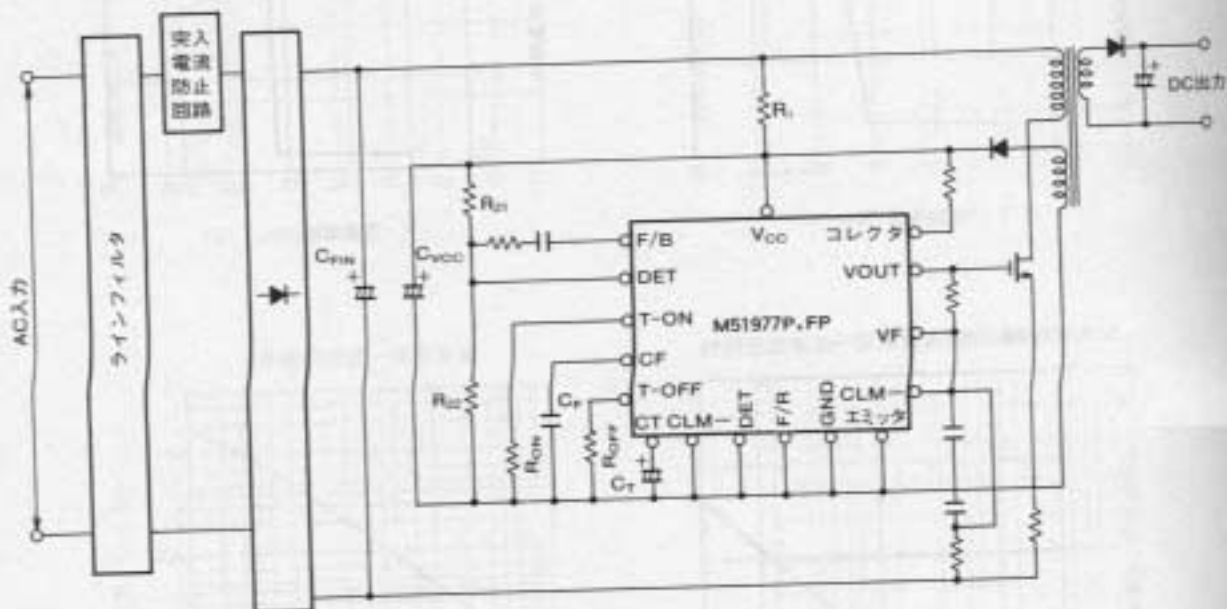 AC入力
ラインフィルタ
突入
電流
防止
回路
CFIN
+
CVCC
+
R21
R22
RON
CF
ROFF
CT
+
R1
F/B
DET
T-ON
CF
T-OFF
CT
CLM−
DET
F/R
GND
エミッタ
VCC
コレクタ
VOUT
VF
CLM−
M51977P.FP
+
DC出力